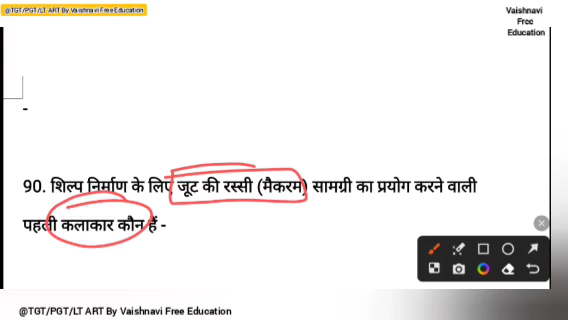 @TGT/PGT/LT ART By Vaishnavi Free Education
Vaishnavi
Free
Education
-
90. शिल्प निर्माण के लिए जूट की रस्सी (मैकरम) सामग्री का प्रयोग करने वाली
पहली कलाकार कौन हैं -
@TGT/PGT/LT ART By Vaishnavi Free Education